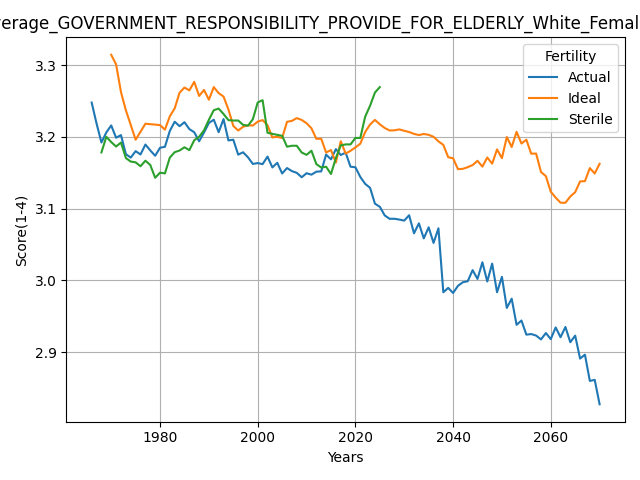 verage_GOVERNMENT_RESPONSIBILITY_PROVIDE_FOR_ELDERLY_White_Femal
Fertility
Actual
Ideal
Sterile
Score(1-4)
3.3
3.2
3.1
3.0
2.9
1980
2000
2020
2040
2060
Years